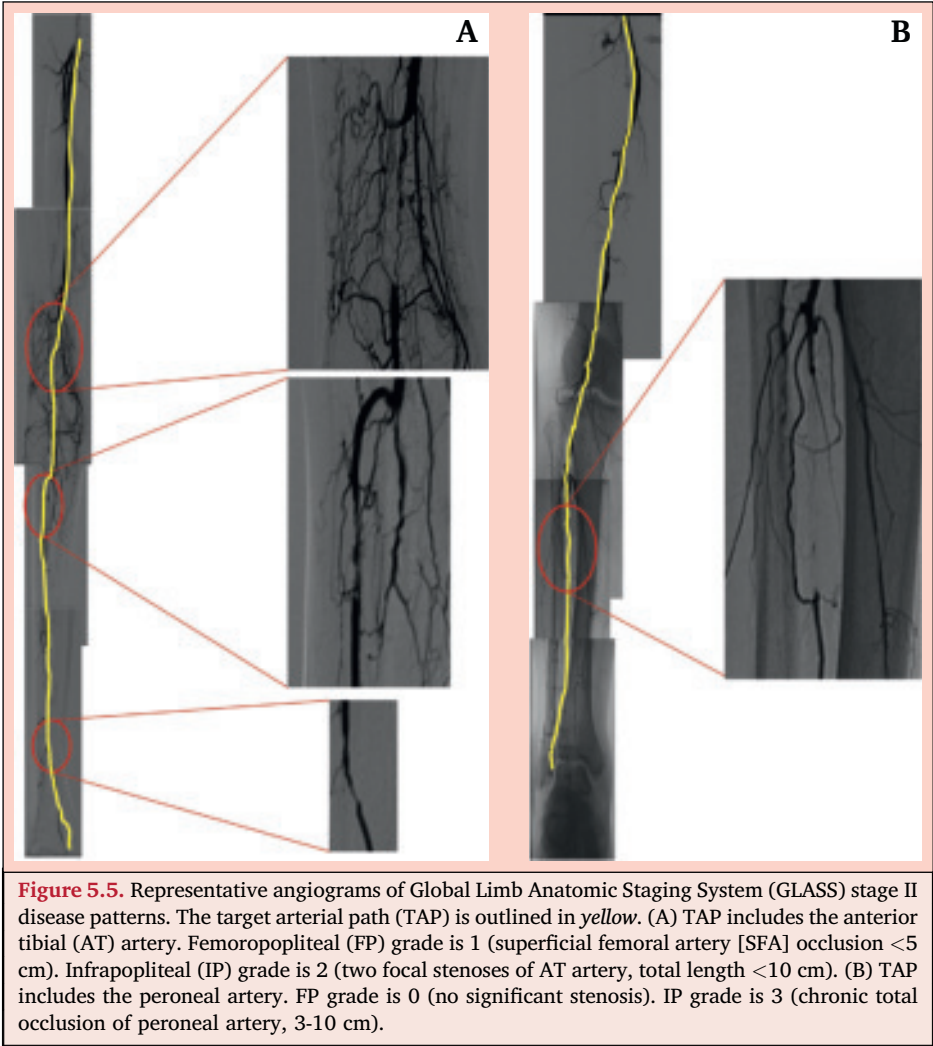 A
B
Figure 5.5. Representative angiograms of Global Limb Anatomic Staging System (GLASS) stage II
disease patterns. The target arterial path (TAP) is outlined in yellow. (A) TAP includes the anterior
tibial (AT) artery. Femoropopliteal (FP) grade is 1 (superficial femoral artery [SFA] occlusion <5
cm). Infrapopliteal (IP) grade is 2 (two focal stenoses of AT artery, total length <10 cm). (B) TAP
includes the peroneal artery. FP grade is 0 (no significant stenosis). IP grade is 3 (chronic total
occlusion of peroneal artery, 3-10 cm).